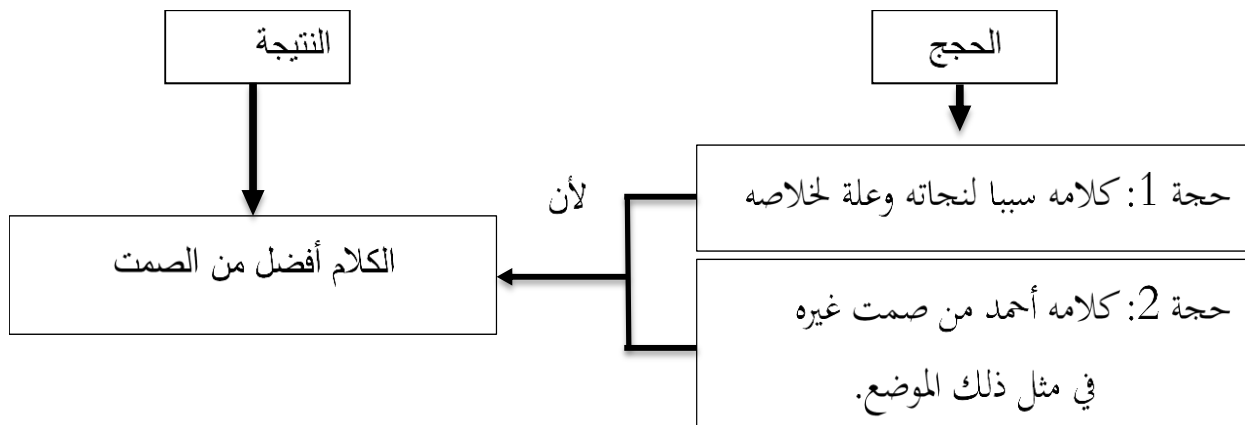 الحجج
النتيجة
حجة 1: كلامه سببا لنجاته وعلة لخلاصه
لأن
الكلام أفضل من الصمت
حجة 2: كلامه أحمد من صمت غيره
في مثل ذلك الموضع.